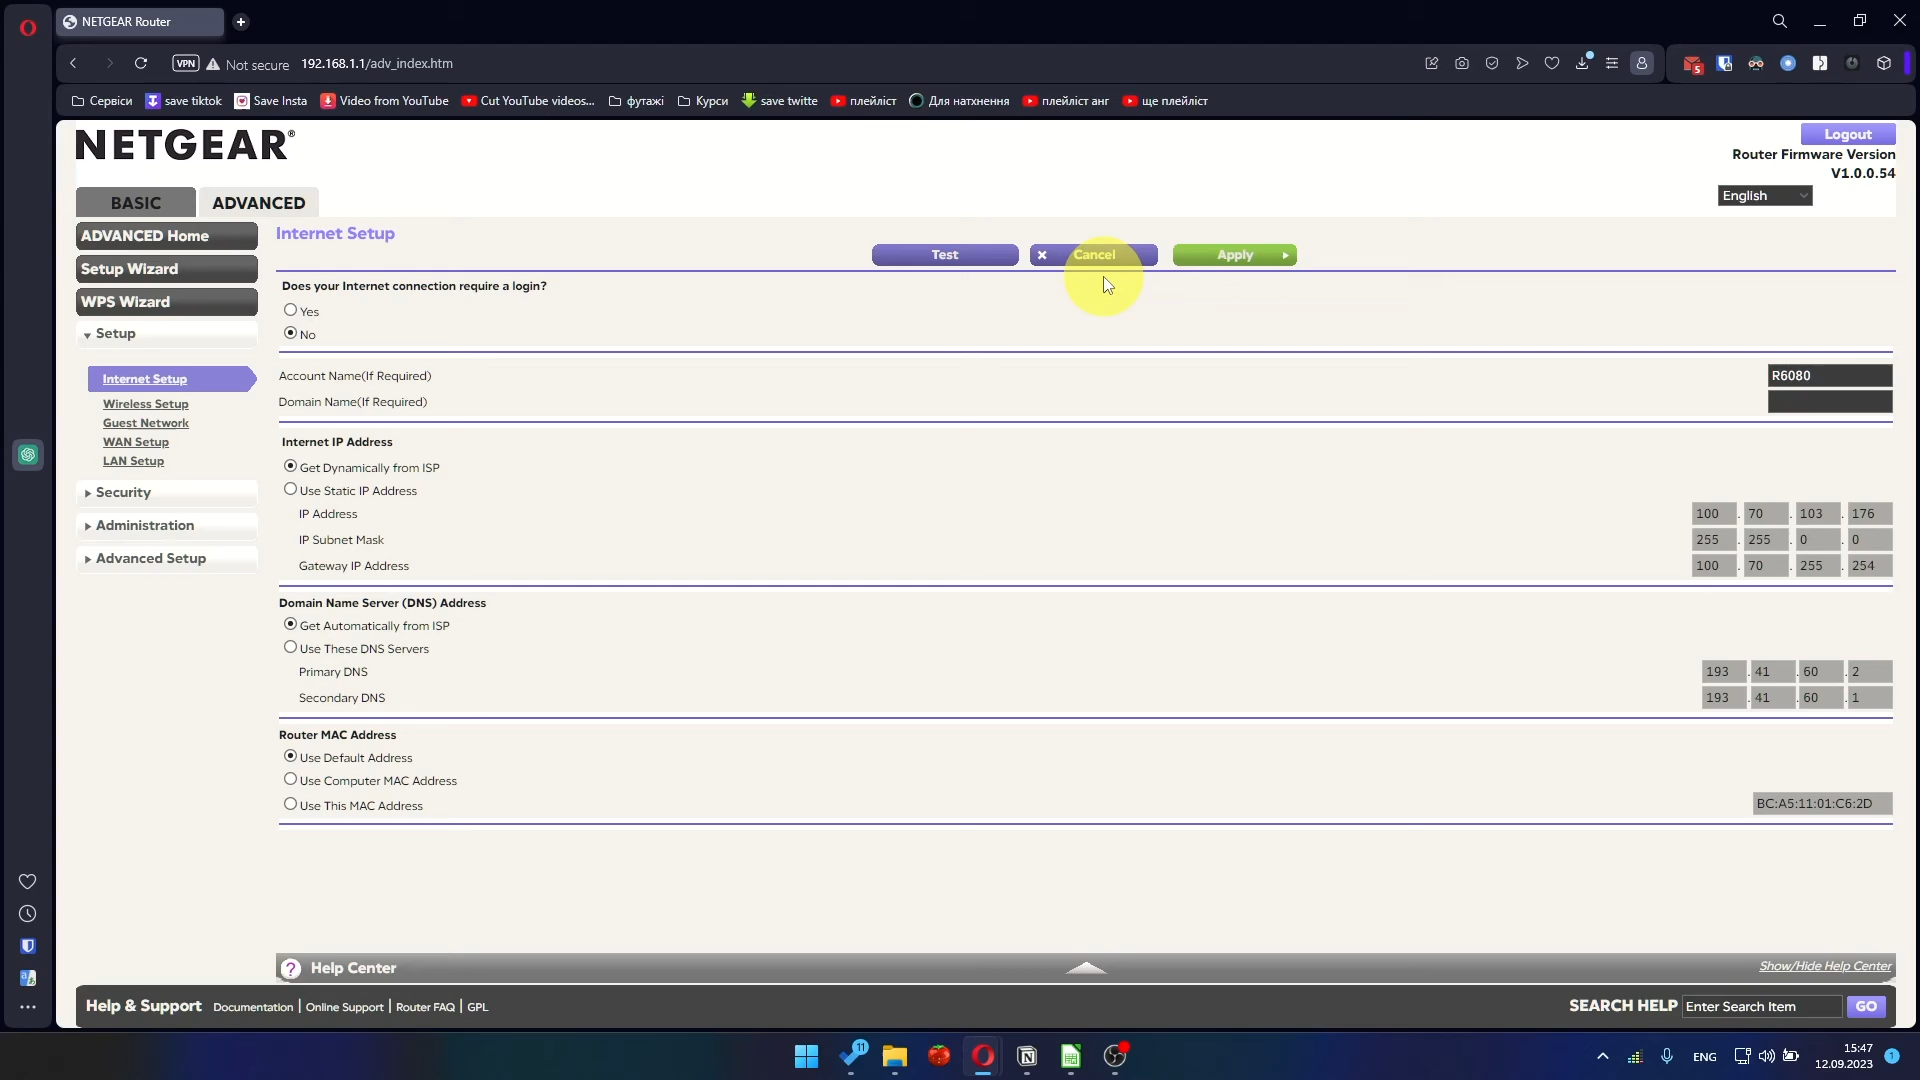 NETGEAR Router
VPN Not secure 192.168.1.1/adv_index.htm
5
Сервіси save tiktok Save Insta Video from YouTube Cut YouTube videos... футажі Курси save twitte плейліст Для натхнення плейліст анг ще плейліст
NETGEAR®
Logout
Router Firmware Version
V1.0.0.54
English
BASIC ADVANCED
ADVANCED Home
Setup Wizard
WPS Wizard
Setup
Internet Setup
Wireless Setup
Guest Network
WAN Setup
LAN Setup
Security
Administration
Advanced Setup
Internet Setup
Test Cancel Apply
Does your Internet connection require a login?
Yes
No
Account Name(If Required) R6080
Domain Name(If Required)
Internet IP Address
Get Dynamically from ISP
Use Static IP Address
IP Address 100 . 70 . 103 . 176
IP Subnet Mask 255 . 255 . 0 . 0
Gateway IP Address 100 . 70 . 255 . 254
Domain Name Server (DNS) Address
Get Automatically from ISP
Use These DNS Servers
Primary DNS 193 . 41 . 60 . 2
Secondary DNS 193 . 41 . 60 . 1
Router MAC Address
Use Default Address
Use Computer MAC Address
Use This MAC Address BC:A5:11:01:C6:2D
? Help Center Show/Hide Help Center
Help & Support Documentation | Online Support | Router FAQ | GPL SEARCH HELP Enter Search Item GO
11
ENG
15:47
12.09.2023
1